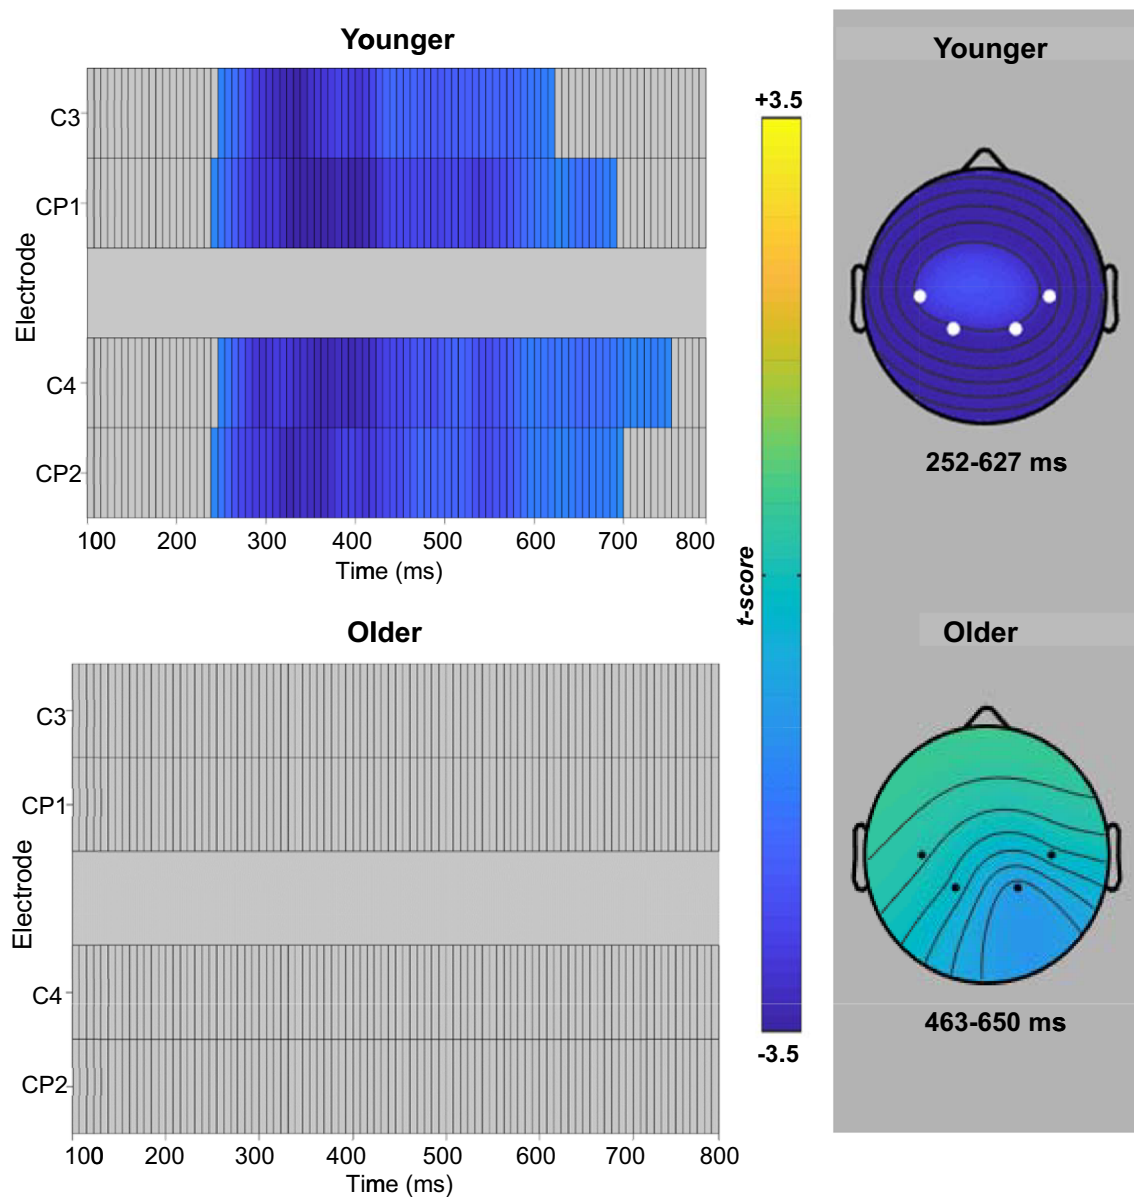 Younger
C3
CP1
C4
CP2
Electrode
100 200 300 400 500 600 700 800
Time (ms)
Older
C3
CP1
C4
CP2
Electrode
100 200 300 400 500 600 700 800
Time (ms)
+3.5
t-score
-3.5
Younger
252-627 ms
Older
463-650 ms